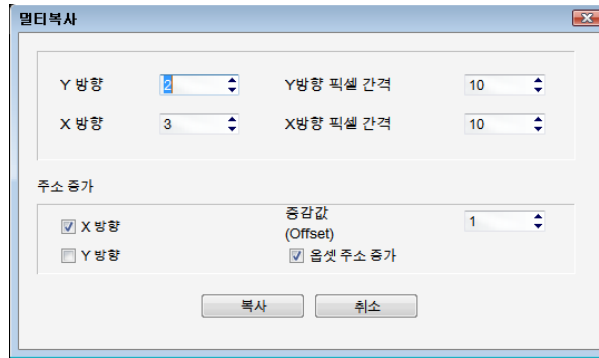 멀티복사
Y 방향 2 Y방향 픽셀 간격 10
X 방향 3 X방향 픽셀 간격 10
주소 증가
X 방향 증감값 1
(Offset)
Y 방향 옵셋 주소 증가
복사 취소